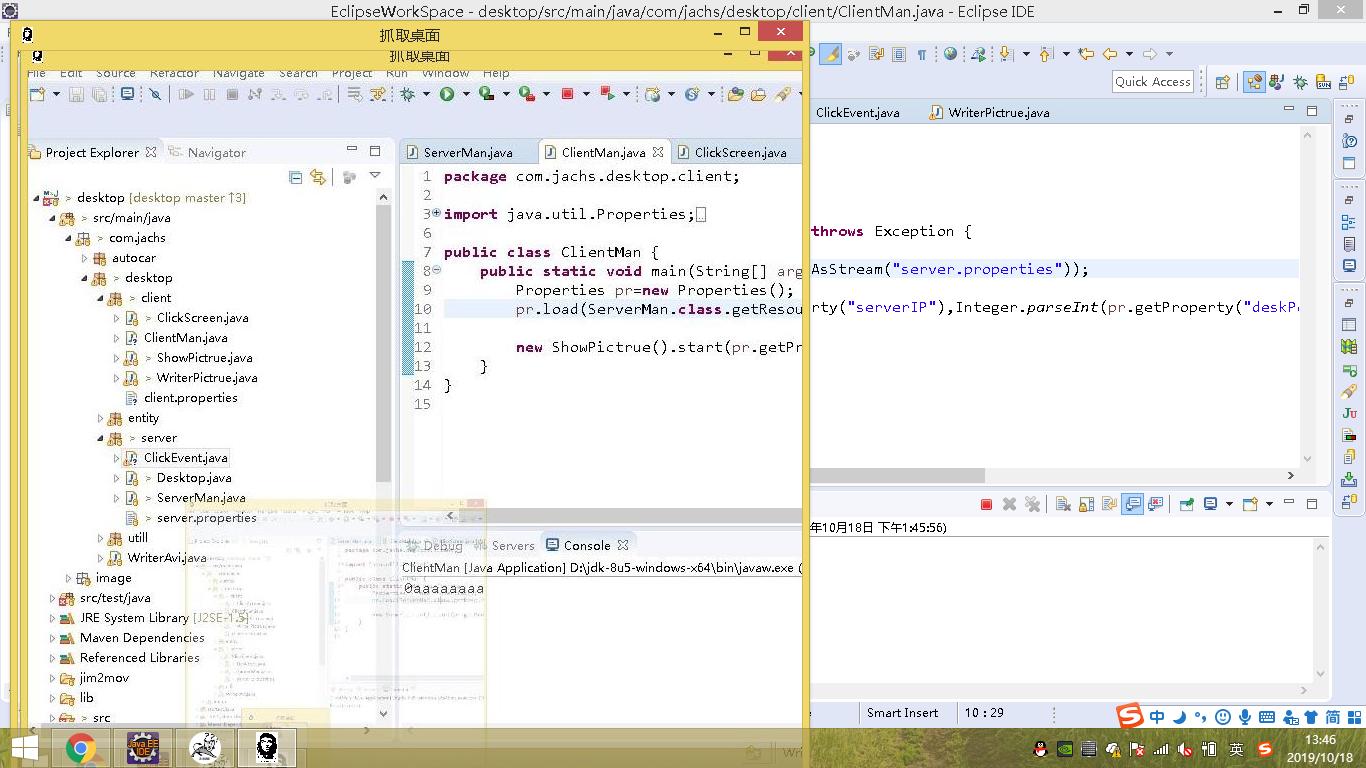 EclipseWorkSpace - desktop/src/main/java/com/jachs/desktop/client/ClientMan.java - Eclipse IDE
抓取桌面
抓取桌面
File Edit Source Refactor Navigate Search Project Run Window Help
Quick Access
Project Explorer
Navigator
ServerMan.java
ClientMan.java
ClickScreen.java
ClickEvent.java
WriterPictrue.java
> desktop [desktop master ↑3]
> src/main/java
> com.jachs
autocar
> desktop
> client
> ClickScreen.java
ClientMan.java
> ShowPictrue.java
> WriterPictrue.java
client.properties
entity
> server
ClickEvent.java
> Desktop.java
> ServerMan.java
> server.properties
utill
WriterAvi.java
image
src/test/java
JRE System Library [J2SE-1.5]
Maven Dependencies
Referenced Libraries
jim2mov
lib
> src
1 package com.jachs.desktop.client;
2
3 import java.util.Properties;
6
7 public class ClientMan {
8 public static void main(String[] arg
throws Exception {
9 Properties pr=new Properties();
10 pr.load(ServerMan.class.getResou
AsStream("server.properties"));
11
12 new ShowPictrue().start(pr.getPr
rty("serverIP"),Integer.parseInt(pr.getProperty("deskP
13 }
14 }
15
Debug
Servers
Console
ClientMan [Java Application] D:\jdk-8u5-windows-x64\bin\javaw.exe (
年10月18日 下午1:45:56)
0aaaaaaaa
Smart Insert
10 : 29
中
简
英
13:46
2019/10/18